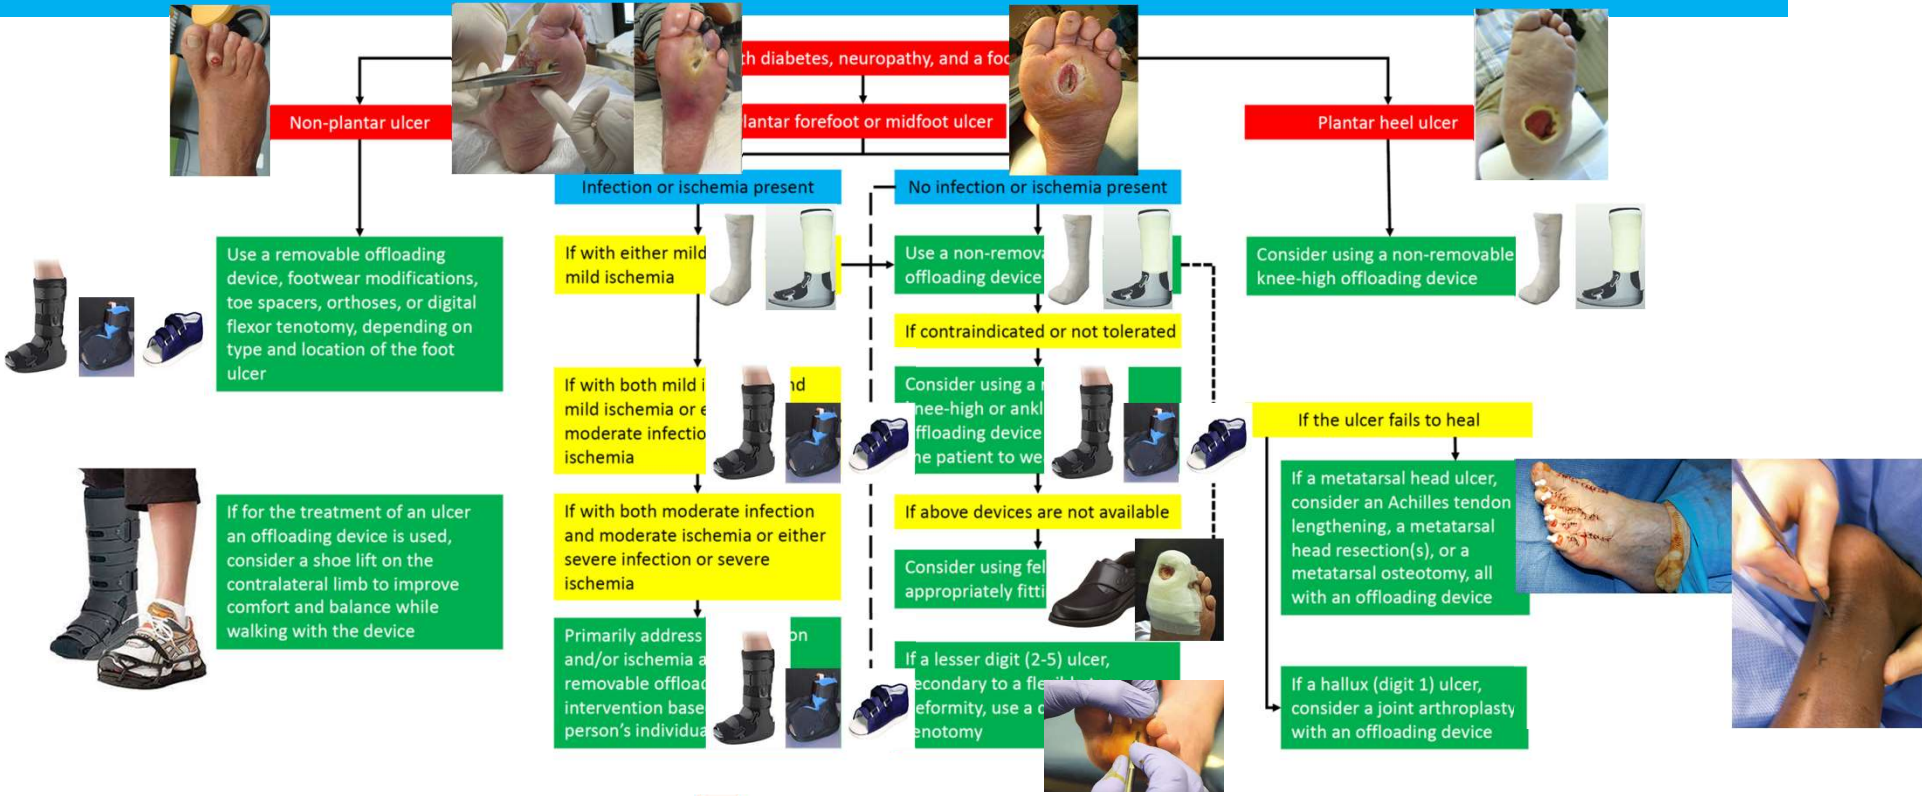 th diabetes, neuropathy, and a foo
Non-plantar ulcer
lantar forefoot or midfoot ulcer
Plantar heel ulcer
Infection or ischemia present
No infection or ischemia present
Use a removable offloading
device, footwear modifications,
toe spacers, orthoses, or digital
flexor tenotomy, depending on
type and location of the foot
ulcer
If for the treatment of an ulcer
an offloading device is used,
consider a shoe lift on the
contralateral limb to improve
comfort and balance while
walking with the device
If with either mild
mild ischemia
If with both mild i nd
mild ischemia or e
moderate infectio
ischemia
If with both moderate infection
and moderate ischemia or either
severe infection or severe
ischemia
Primarily address on
and/or ischemia a
removable offload
intervention base
person's individua
Use a non-remova
offloading device
If contraindicated or not tolerated
Consider using a r
knee-high or ankl
offloading device
he patient to wea
If above devices are not available
Consider using fel
appropriately fitti
If a lesser digit (2-5) ulcer,
secondary to a flexible
deformity, use a d
enotomy
Consider using a non-removable
knee-high offloading device
If the ulcer fails to heal
If a metatarsal head ulcer,
consider an Achilles tendon
lengthening, a metatarsal
head resection(s), or a
metatarsal osteotomy, all
with an offloading device
If a hallux (digit 1) ulcer,
consider a joint arthroplasty
with an offloading device